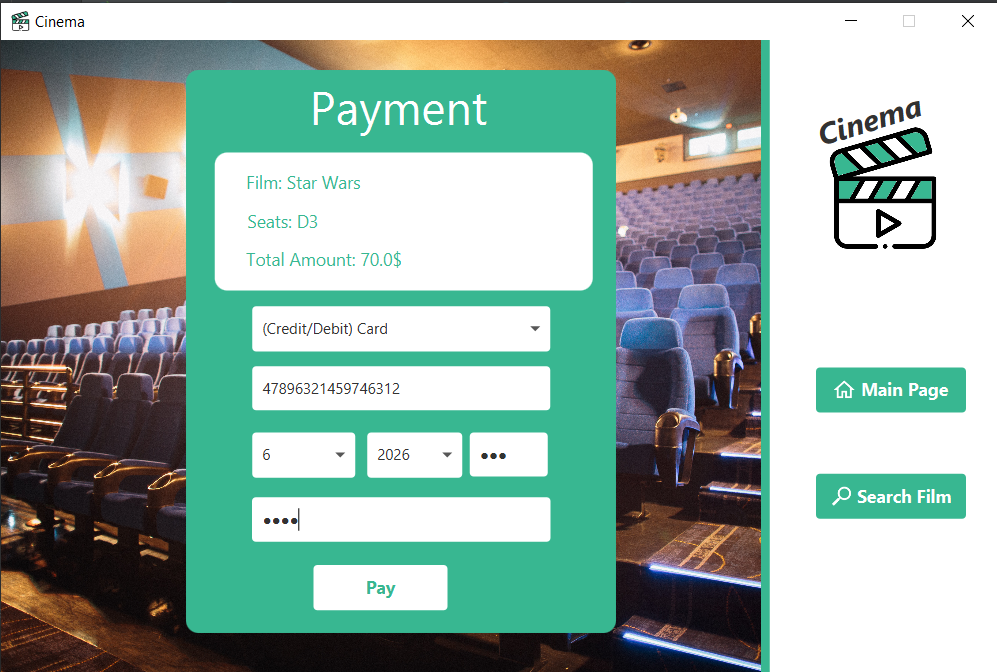 Cinema
Payment
Film: Star Wars
Seats: D3
Total Amount: 70.0$
(Credit/Debit) Card
47896321459746312
6 2026 •••
••••
Pay
Cinema
Main Page
Search Film